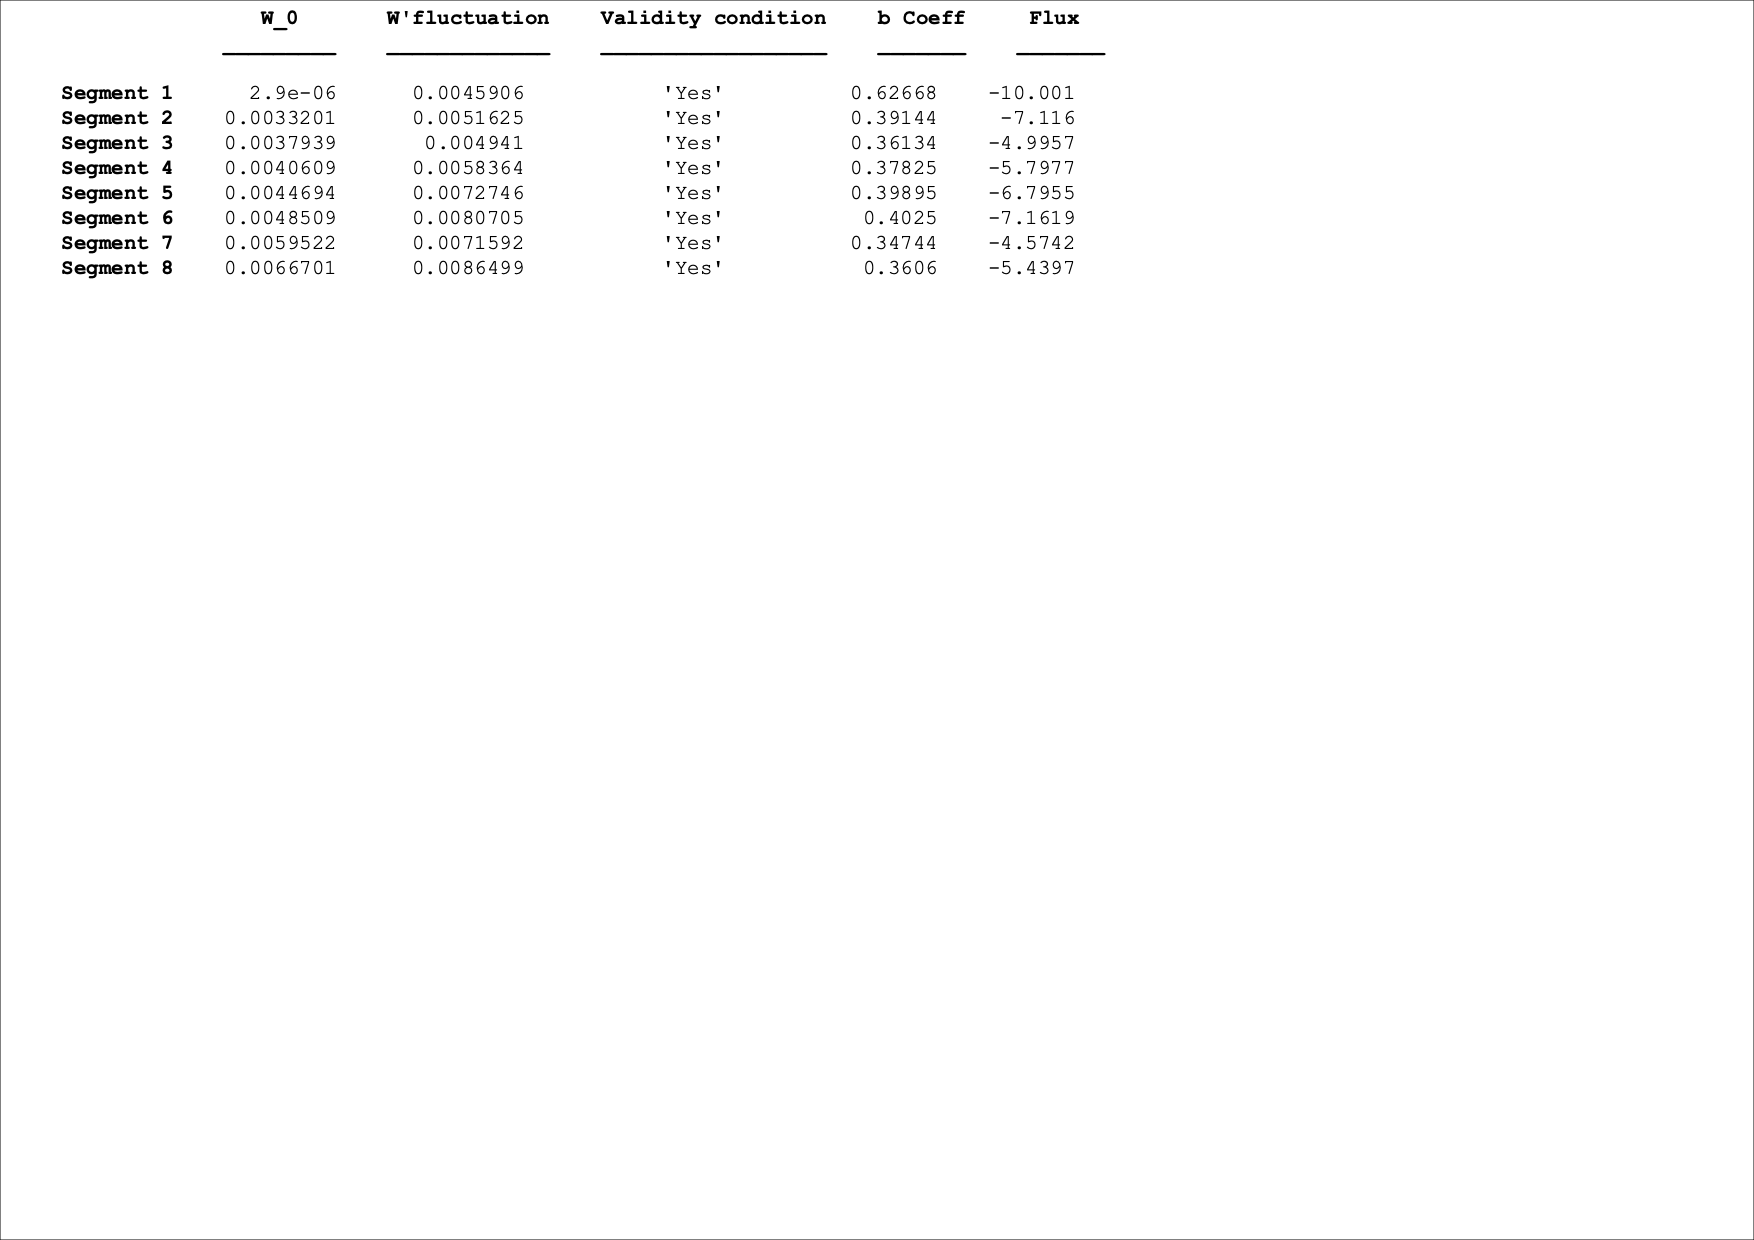 W_0 W'fluctuation Validity condition b Coeff Flux
Segment 1 2.9e-06 0.0045906 'Yes' 0.62668 -10.001
Segment 2 0.0033201 0.0051625 'Yes' 0.39144 -7.116
Segment 3 0.0037939 0.004941 'Yes' 0.36134 -4.9957
Segment 4 0.0040609 0.0058364 'Yes' 0.37825 -5.7977
Segment 5 0.0044694 0.0072746 'Yes' 0.39895 -6.7955
Segment 6 0.0048509 0.0080705 'Yes' 0.4025 -7.1619
Segment 7 0.0059522 0.0071592 'Yes' 0.34744 -4.5742
Segment 8 0.0066701 0.0086499 'Yes' 0.3606 -5.4397